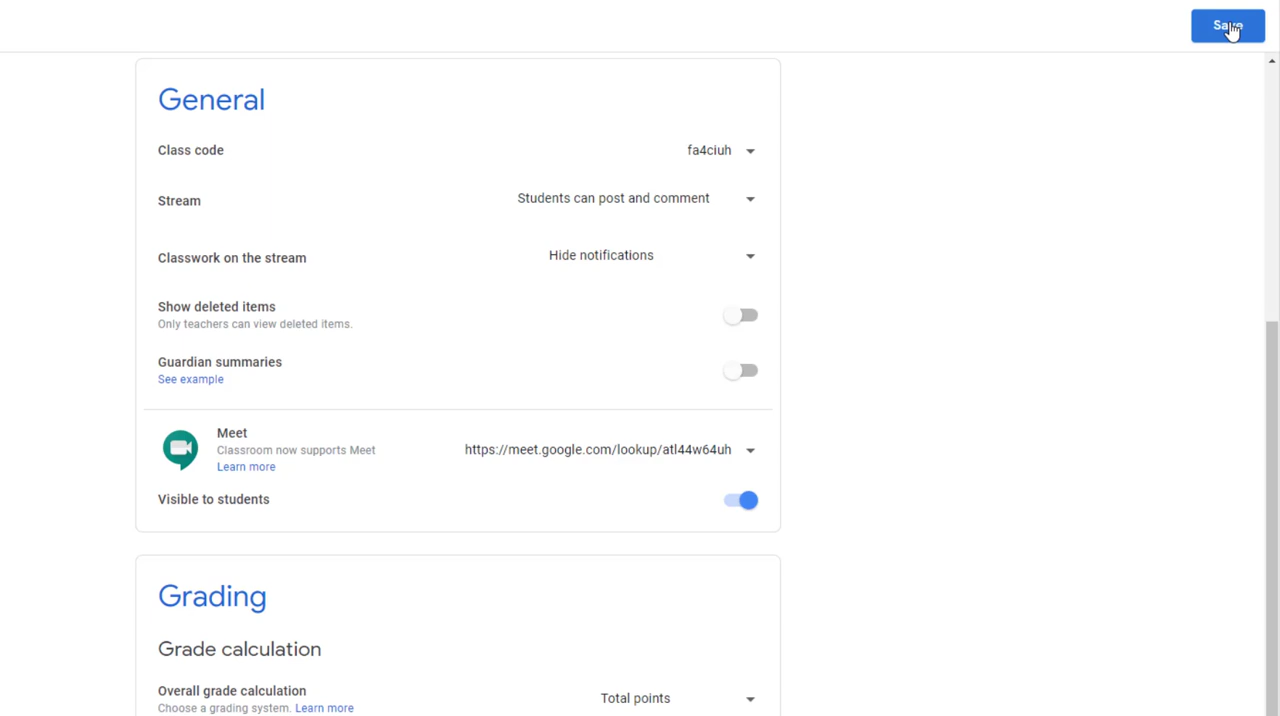 Save
General
Class code fa4ciuh
Stream Students can post and comment
Classwork on the stream Hide notifications
Show deleted items
Only teachers can view deleted items.
Guardian summaries
See example
Meet
Classroom now supports Meet https://meet.google.com/lookup/atl44w64uh
Learn more
Visible to students
Grading
Grade calculation
Overall grade calculation Total points
Choose a grading system. Learn more